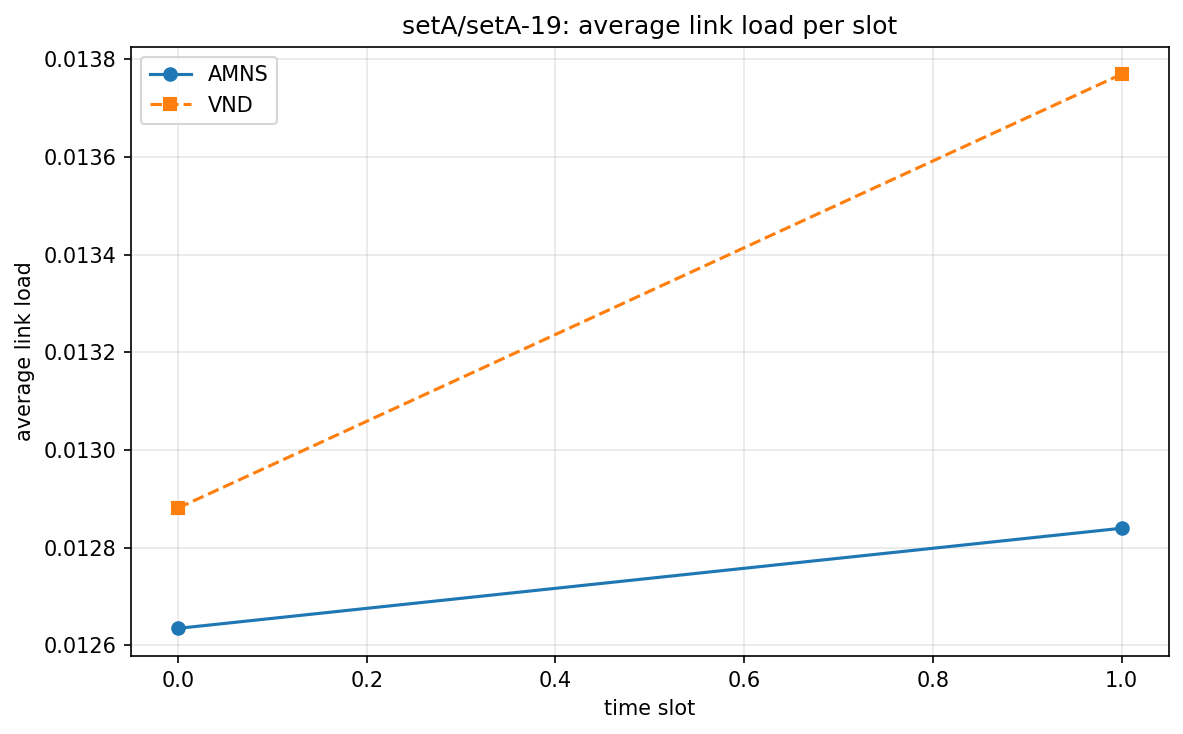 setA/setA-19: average link load per slot
AMNS
VND
average link load
0.0138
0.0136
0.0134
0.0132
0.0130
0.0128
0.0126
0.0
0.2
0.4
0.6
0.8
1.0
time slot